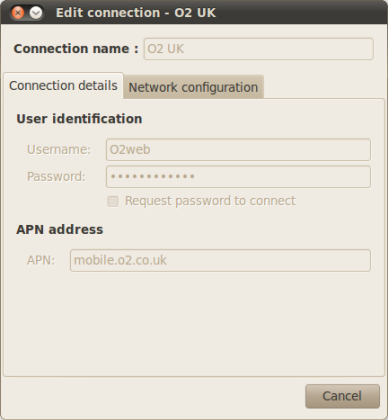 Edit connection - O2 UK
Connection name : O2 UK
Connection details Network configuration
User identification
Username: O2web
Password: ••••••••••••
Request password to connect
APN address
APN: mobile.o2.co.uk
Cancel